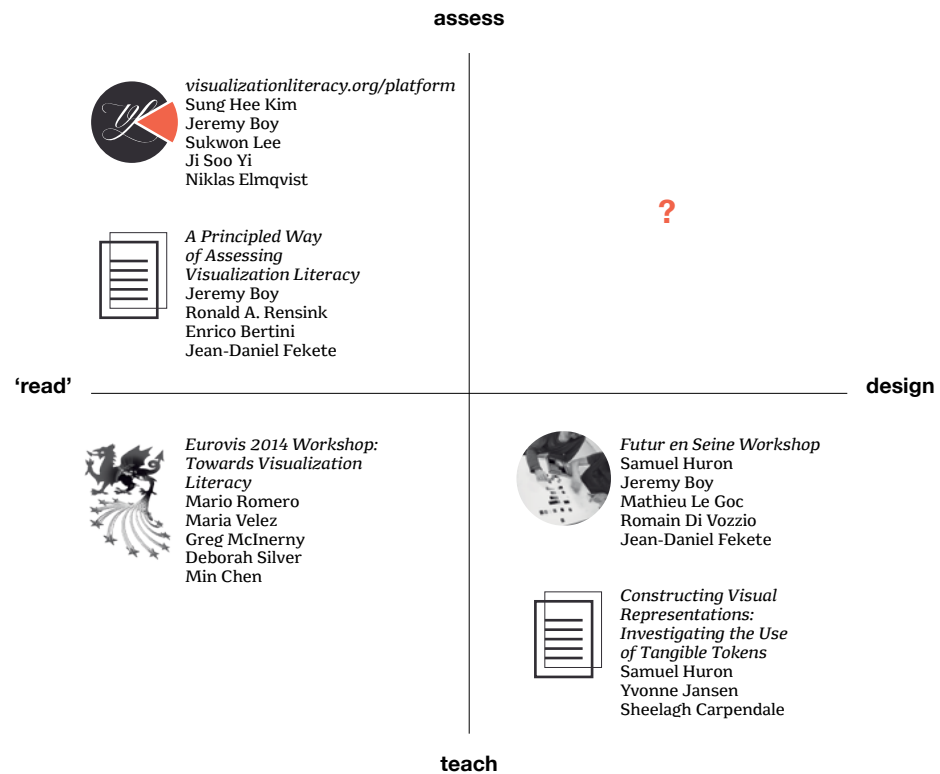 assess
visualizationliteracy.org/platform
Sung Hee Kim
Jeremy Boy
Sukwon Lee
Ji Soo Yi
Niklas Elmqvist
?
A Principled Way
of Assessing
Visualization Literacy
Jeremy Boy
Ronald A. Rensink
Enrico Bertini
Jean-Daniel Fekete
‘read’
design
Eurovis 2014 Workshop:
Towards Visualization
Literacy
Mario Romero
Maria Velez
Greg McInerny
Deborah Silver
Min Chen
Futur en Seine Workshop
Samuel Huron
Jeremy Boy
Mathieu Le Goc
Romain Di Vozzio
Jean-Daniel Fekete
Constructing Visual
Representations:
Investigating the Use
of Tangible Tokens
Samuel Huron
Yvonne Jansen
Sheelagh Carpendale
teach